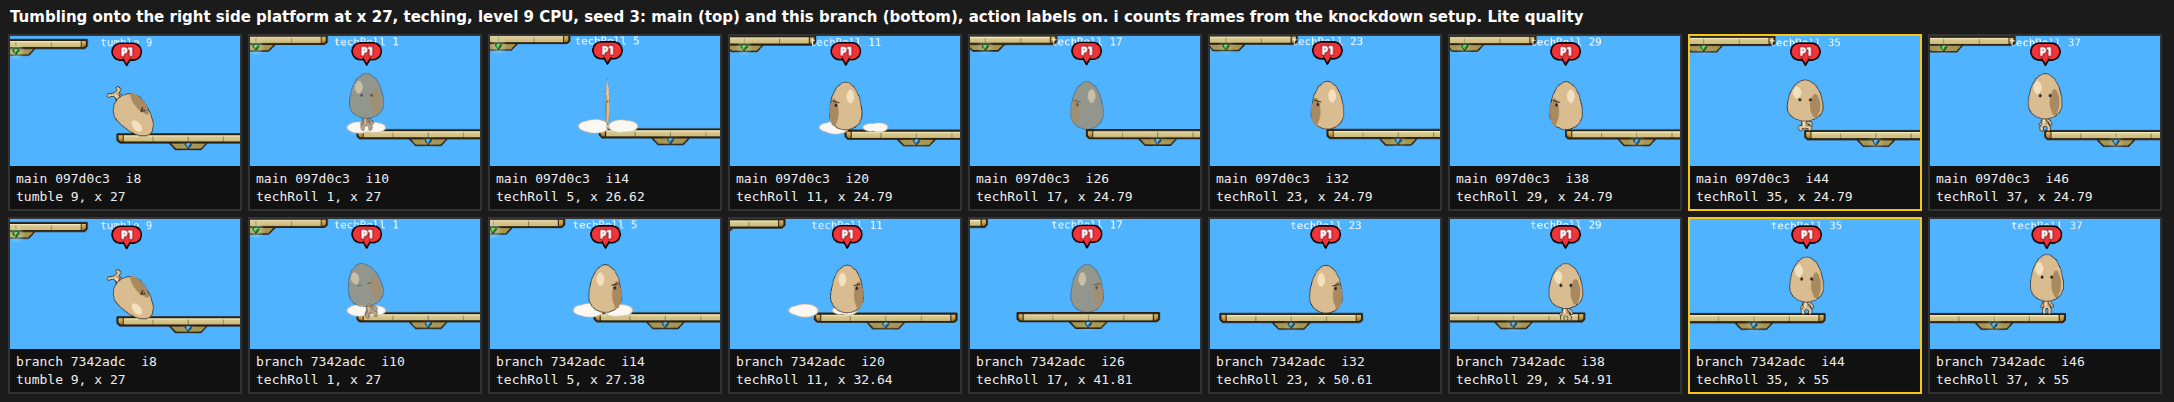 Tumbling onto the right side platform at x 27, teching, level 9 CPU, seed 3: main (top) and this branch (bottom), action labels on. i counts frames from the knockdown setup. Lite quality
tumble 9
P1
main 097d0c3 i8
tumble 9, x 27
techRoll 1
P1
main 097d0c3 i10
techRoll 1, x 27
techRoll 5
P1
main 097d0c3 i14
techRoll 5, x 26.62
techRoll 11
P1
main 097d0c3 i20
techRoll 11, x 24.79
techRoll 17
P1
main 097d0c3 i26
techRoll 17, x 24.79
techRoll 23
P1
main 097d0c3 i32
techRoll 23, x 24.79
techRoll 29
P1
main 097d0c3 i38
techRoll 29, x 24.79
techRoll 35
P1
main 097d0c3 i44
techRoll 35, x 24.79
techRoll 37
P1
main 097d0c3 i46
techRoll 37, x 24.79
tumble 9
P1
branch 7342adc i8
tumble 9, x 27
techRoll 1
P1
branch 7342adc i10
techRoll 1, x 27
techRoll 5
P1
branch 7342adc i14
techRoll 5, x 27.38
techRoll 11
P1
branch 7342adc i20
techRoll 11, x 32.64
techRoll 17
P1
branch 7342adc i26
techRoll 17, x 41.81
techRoll 23
P1
branch 7342adc i32
techRoll 23, x 50.61
techRoll 29
P1
branch 7342adc i38
techRoll 29, x 54.91
techRoll 35
P1
branch 7342adc i44
techRoll 35, x 55
techRoll 37
P1
branch 7342adc i46
techRoll 37, x 55